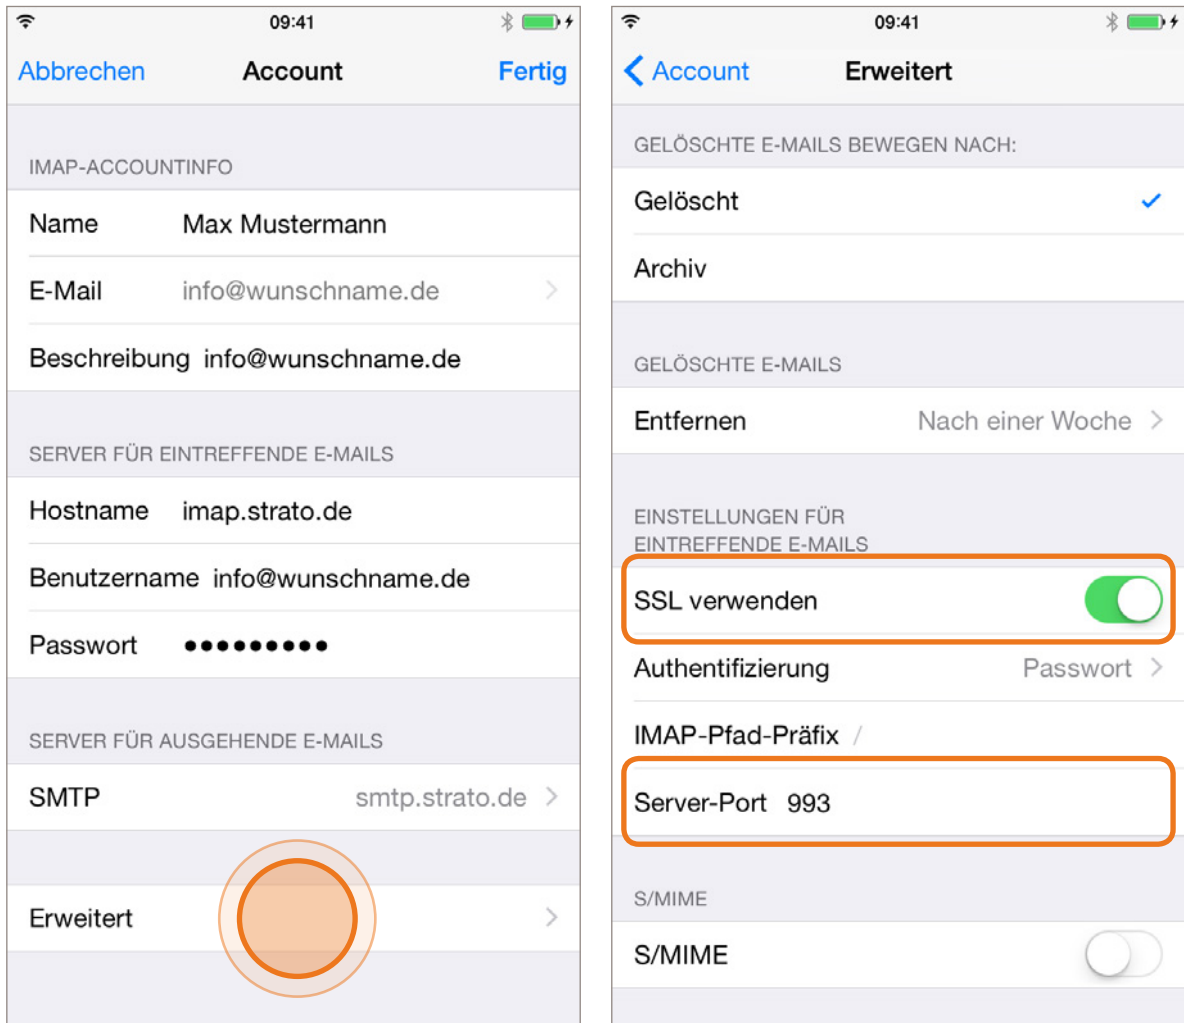 09:41
Abbrechen Account Fertig
IMAP-ACCOUNTINFO
Name Max Mustermann
E-Mail info@wunschname.de
Beschreibung info@wunschname.de
SERVER FÜR EINTREFFENDE E-MAILS
Hostname imap.strato.de
Benutzername info@wunschname.de
Passwort •••••••••
SERVER FÜR AUSGEHENDE E-MAILS
SMTP smtp.strato.de
Erweitert
09:41
Account Erweitert
GELÖSCHTE E-MAILS BEWEGEN NACH:
Gelöscht
Archiv
GELÖSCHTE E-MAILS
Entfernen Nach einer Woche
EINSTELLUNGEN FÜR
EINTREFFENDE E-MAILS
SSL verwenden
Authentifizierung Passwort
IMAP-Pfad-Präfix /
Server-Port 993
S/MIME
S/MIME